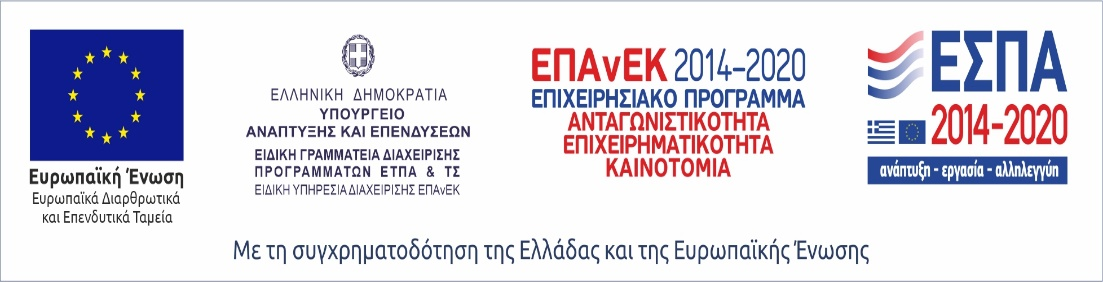 Ευρωπαϊκή Ένωση
Ευρωπαϊκά Διαρθρωτικά
και Επενδυτικά Ταμεία
ΕΛΛΗΝΙΚΗ ΔΗΜΟΚΡΑΤΙΑ
ΥΠΟΥΡΓΕΙΟ
ΑΝΑΠΤΥΞΗΣ ΚΑΙ ΕΠΕΝΔΥΣΕΩΝ
ΕΙΔΙΚΗ ΓΡΑΜΜΑΤΕΙΑ ΔΙΑΧΕΙΡΙΣΗΣ
ΠΡΟΓΡΑΜΜΑΤΩΝ ΕΤΠΑ & ΤΣ
ΕΙΔΙΚΗ ΥΠΗΡΕΣΙΑ ΔΙΑΧΕΙΡΙΣΗΣ ΕΠΑνΕΚ
ΕΠΑνΕΚ 2014–2020
ΕΠΙΧΕΙΡΗΣΙΑΚΟ ΠΡΟΓΡΑΜΜΑ
ΑΝΤΑΓΩΝΙΣΤΙΚΟΤΗΤΑ
ΕΠΙΧΕΙΡΗΜΑΤΙΚΟΤΗΤΑ
ΚΑΙΝΟΤΟΜΙΑ
ΕΣΠΑ
2014–2020
ανάπτυξη - εργασία - αλληλεγγύη
Με τη συγχρηματοδότηση της Ελλάδας και της Ευρωπαϊκής Ένωσης